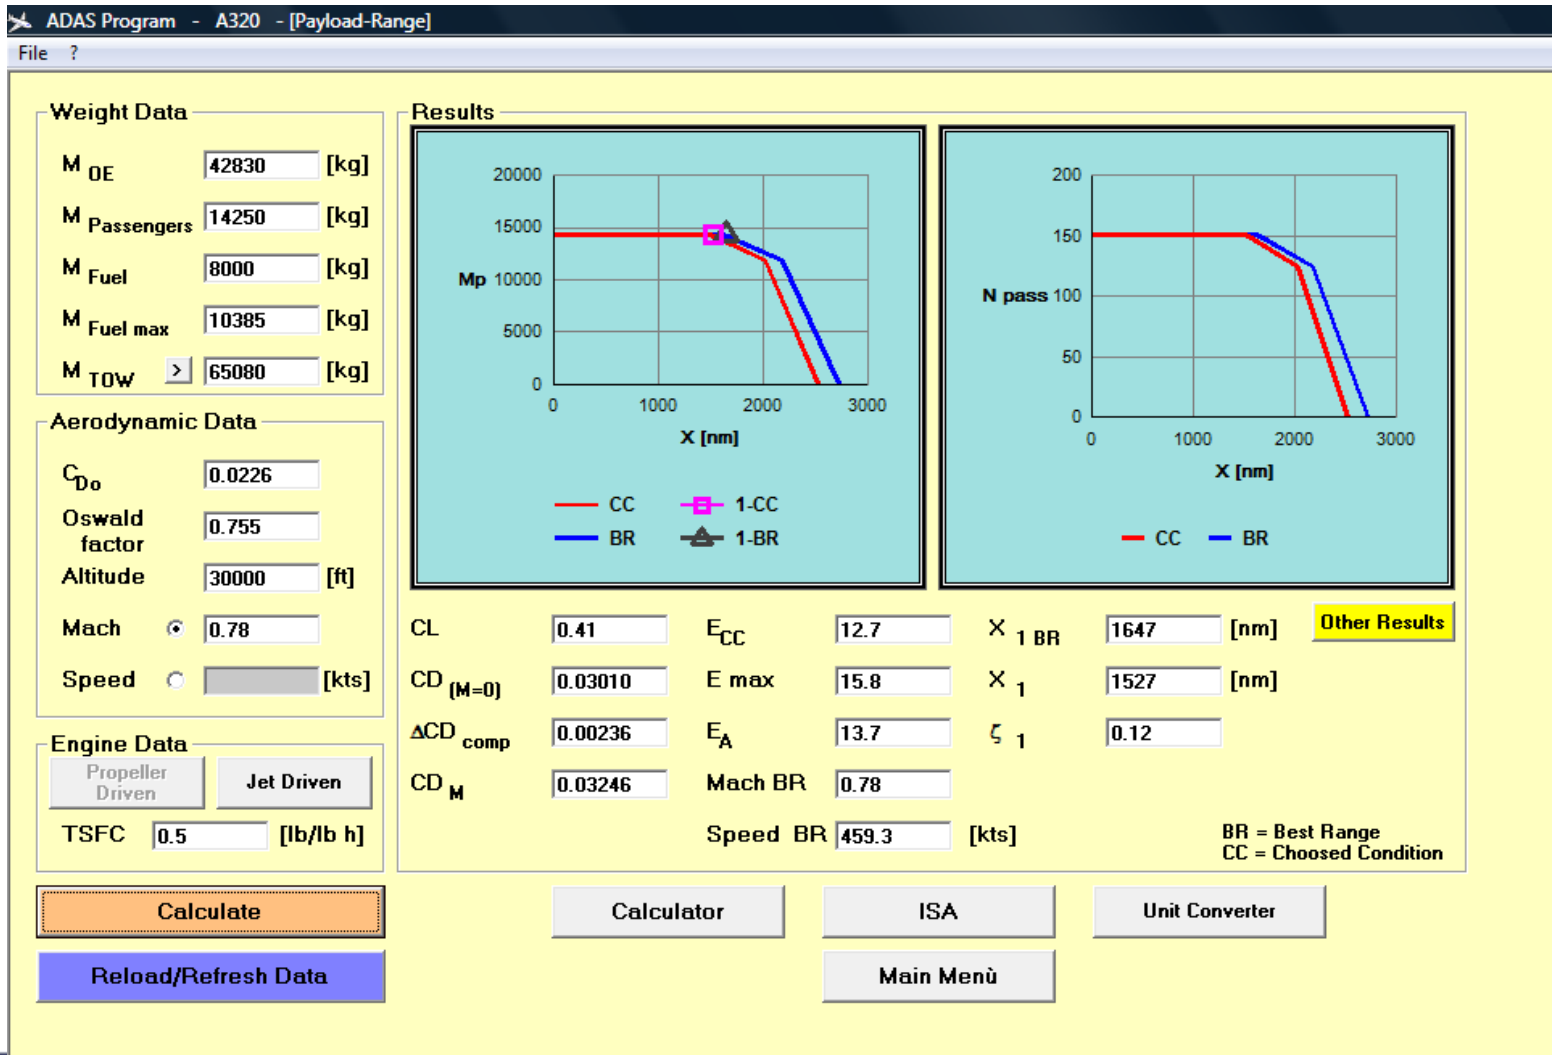 ADAS Program - A320 - [Payload-Range]
File ?
Weight Data
M OE 42830 [kg]
M Passengers 14250 [kg]
M Fuel 8000 [kg]
M Fuel max 10385 [kg]
M TOW > 65080 [kg]
Aerodynamic Data
CDo 0.0226
Oswald
factor 0.755
Altitude 30000 [ft]
Mach 0.78
Speed [kts]
Engine Data
Propeller
Driven
Jet Driven
TSFC 0.5 [lb/lb h]
Calculate
Reload/Refresh Data
Results
20000
15000
Mp 10000
5000
0
0 1000 2000 3000
X [nm]
CC 1-CC
BR 1-BR
200
150
N pass 100
50
0
0 1000 2000 3000
X [nm]
CC BR
CL 0.41 ECC 12.7 X 1 BR 1647 [nm] Other Results
CD (M=0) 0.03010 E max 15.8 X 1 1527 [nm]
ΔCD comp 0.00236 EA 13.7 ζ 1 0.12
CD M 0.03246 Mach BR 0.78
Speed BR 459.3 [kts]
BR = Best Range
CC = Choosed Condition
Calculator ISA Unit Converter
Main Menù